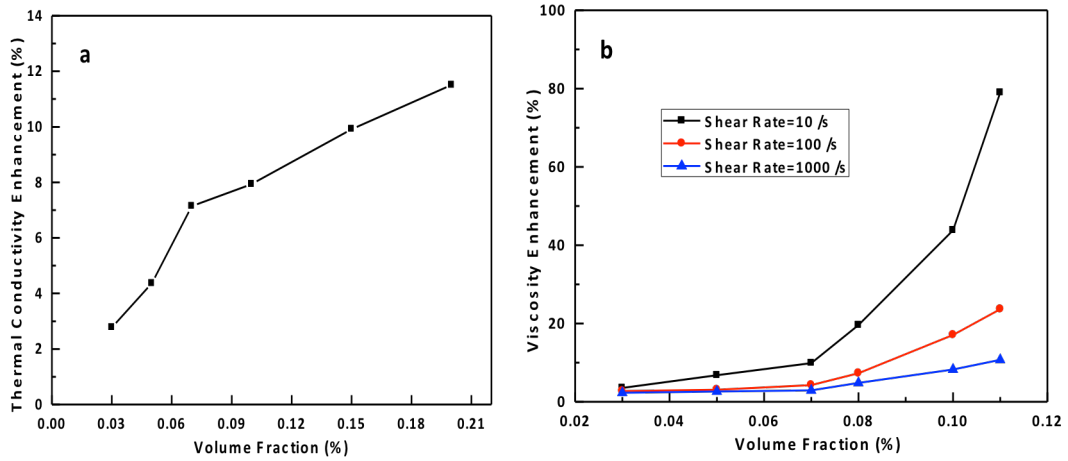 a
Thermal Conductivity Enhancement (%)
14
12
10
8
6
4
2
0
0.00 0.03 0.06 0.09 0.12 0.15 0.18 0.21
Volume Fraction (%)
b
Viscosity Enhancement (%)
100
80
60
40
20
0
Shear Rate=10 /s
Shear Rate=100 /s
Shear Rate=1000 /s
0.02 0.04 0.06 0.08 0.10 0.12
Volume Fraction (%)